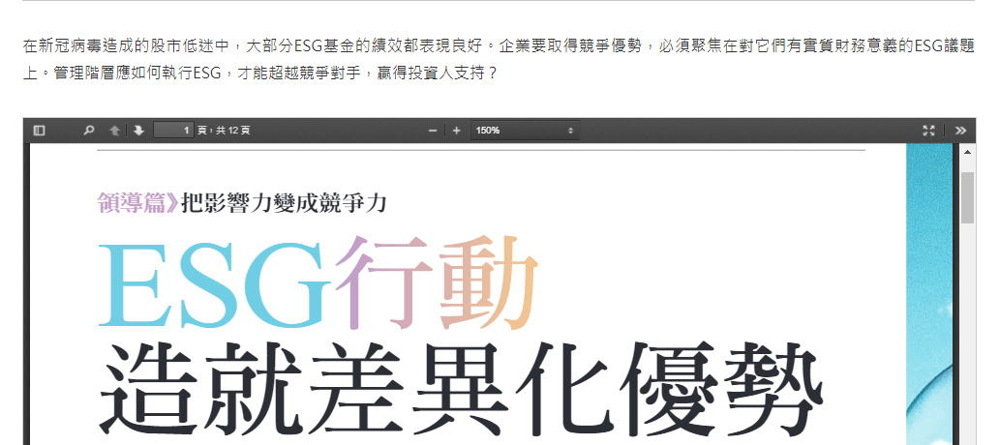 在新冠病毒造成的股市低迷中，大部分ESG基金的績效都表現良好。企業要取得競爭優勢，必須聚焦在對它們有實質財務意義的ESG議題
上。管理階層應如何執行ESG，才能超越競爭對手，贏得投資人支持？
1 頁，共 12 頁
150%
領導篇》把影響力變成競爭力
ESG行動
造就差異化優勢